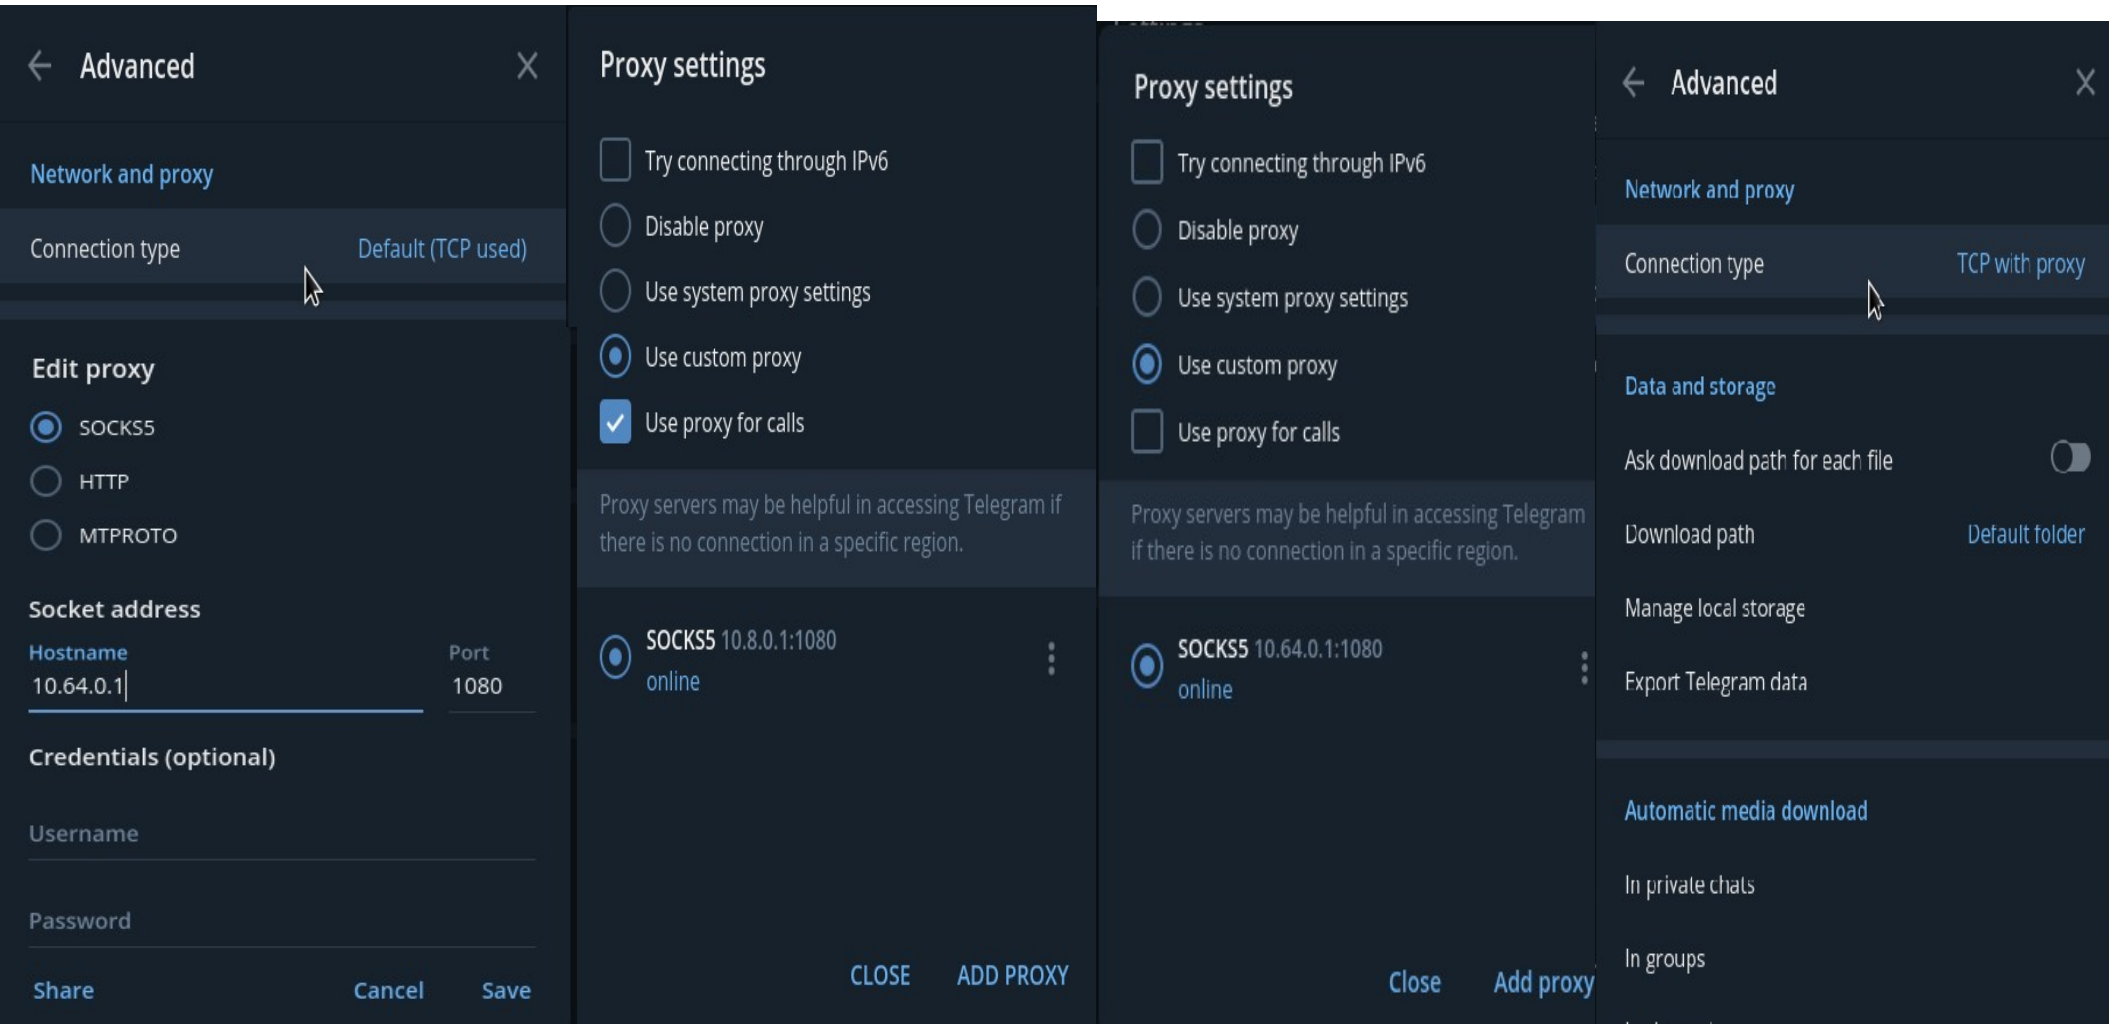 Advanced
Network and proxy
Connection type Default (TCP used)
Edit proxy
SOCKS5
HTTP
MTPROTO
Socket address
Hostname Port
10.64.0.1 1080
Credentials (optional)
Username
Password
Share Cancel Save
Proxy settings
Try connecting through IPv6
Disable proxy
Use system proxy settings
Use custom proxy
Use proxy for calls
Proxy servers may be helpful in accessing Telegram if
there is no connection in a specific region.
SOCKS5 10.8.0.1:1080
online
CLOSE ADD PROXY
Proxy settings
Try connecting through IPv6
Disable proxy
Use system proxy settings
Use custom proxy
Use proxy for calls
Proxy servers may be helpful in accessing Telegram
if there is no connection in a specific region.
SOCKS5 10.64.0.1:1080
online
Close Add proxy
Advanced
Network and proxy
Connection type TCP with proxy
Data and storage
Ask download path for each file
Download path Default folder
Manage local storage
Export Telegram data
Automatic media download
In private chats
In groups